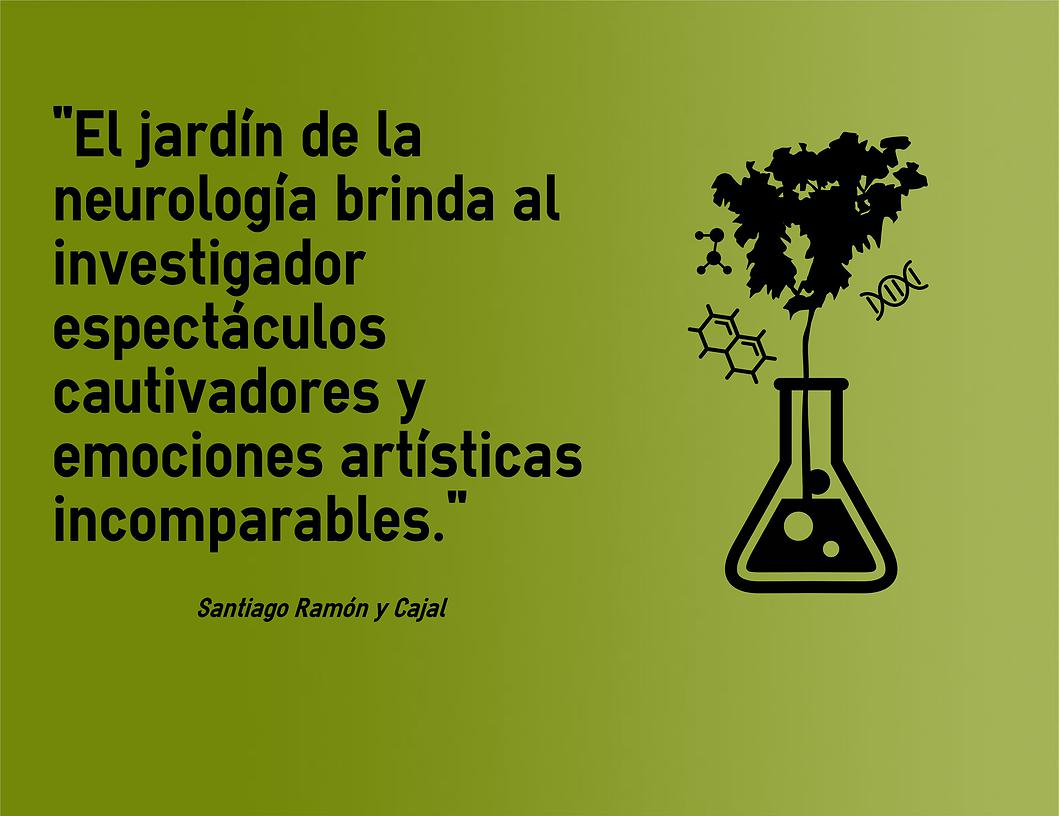 "El jardín de la
neurología brinda al
investigador
espectáculos
cautivadores y
emociones artísticas
incomparables."
Santiago Ramón y Cajal